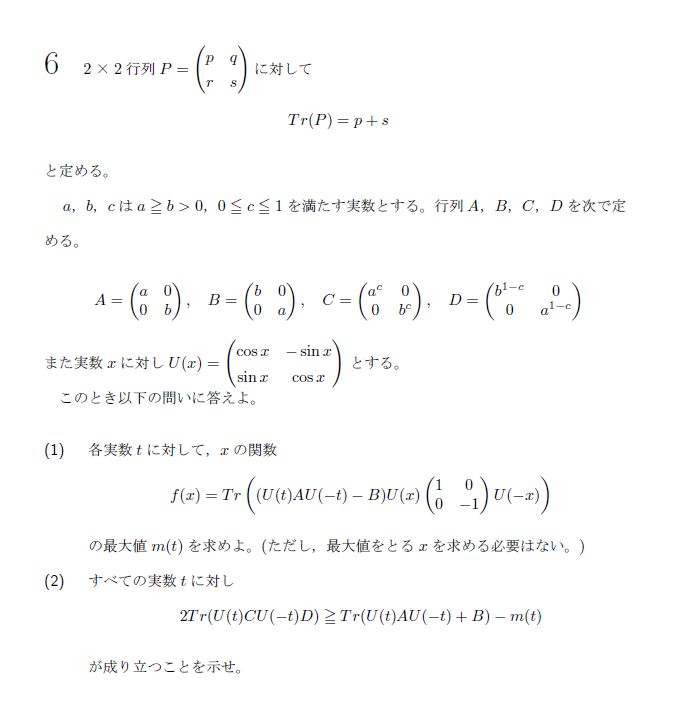 6 2 × 2 行列 P = \begin{pmatrix} p & q \\ r & s \end{pmatrix} に対して
Tr(P) = p + s
と定める。
a，b，c は a ≧ b > 0，0 ≦ c ≦ 1 を満たす実数とする。行列 A，B，C，D を次で定
める。
A = \begin{pmatrix} a & 0 \\ 0 & b \end{pmatrix}, B = \begin{pmatrix} b & 0 \\ 0 & a \end{pmatrix}, C = \begin{pmatrix} a^c & 0 \\ 0 & b^c \end{pmatrix}, D = \begin{pmatrix} b^{1-c} & 0 \\ 0 & a^{1-c} \end{pmatrix}
また実数 x に対し U(x) = \begin{pmatrix} \cos x & -\sin x \\ \sin x & \cos x \end{pmatrix} とする。
このとき以下の問いに答えよ。
(1) 各実数 t に対して，x の関数
f(x) = Tr\left( (U(t)AU(-t) - B)U(x) \begin{pmatrix} 1 & 0 \\ 0 & -1 \end{pmatrix} U(-x) \right)
の最大値 m(t) を求めよ。(ただし，最大値をとる x を求める必要はない。)
(2) すべての実数 t に対し
2Tr(U(t)CU(-t)D) ≧ Tr(U(t)AU(-t) + B) - m(t)
が成り立つことを示せ。